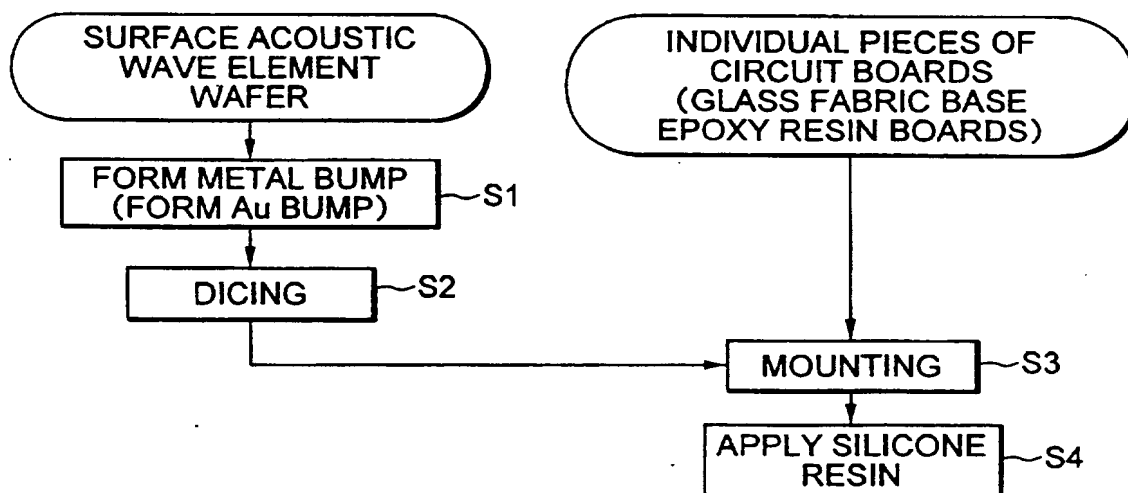 SURFACE ACOUSTIC
WAVE ELEMENT
WAFER
INDIVIDUAL PIECES OF
CIRCUIT BOARDS
(GLASS FABRIC BASE
EPOXY RESIN BOARDS)
FORM METAL BUMP
(FORM Au BUMP)
S1
DICING
S2
MOUNTING
S3
APPLY SILICONE
RESIN
S4